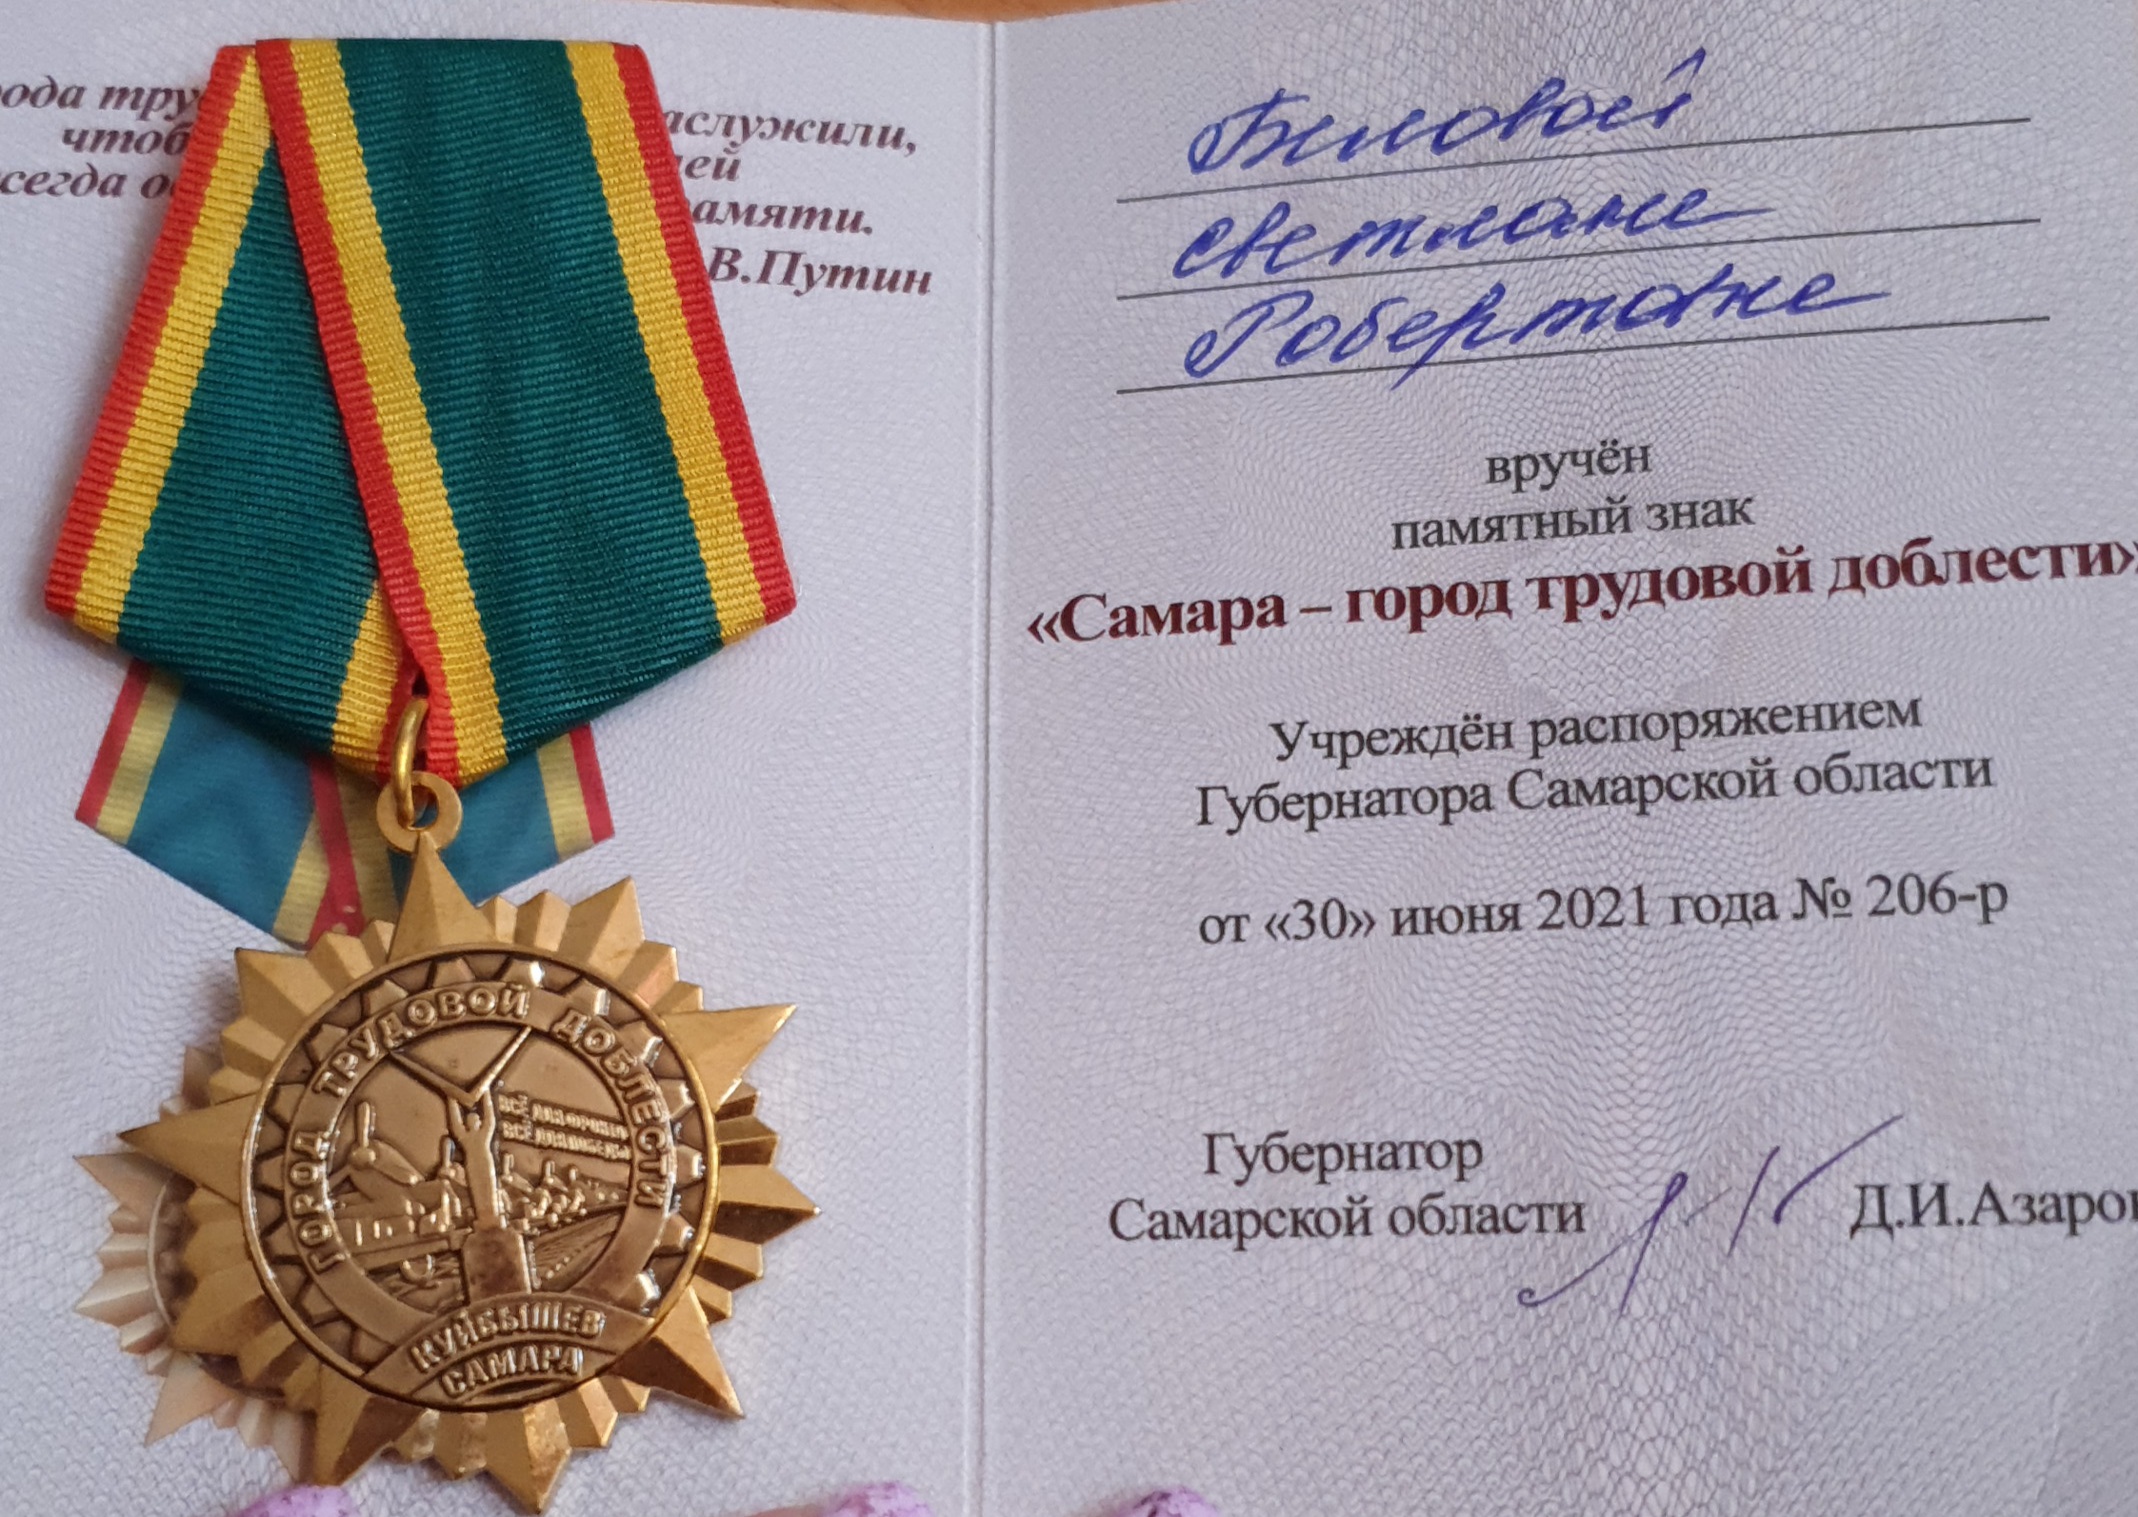 ода тру аслужили,
чтоб ей
сегда о амяти.
В.Путин
Беловой
Светлане
Робертовне
вручён
памятный знак
«Самара – город трудовой доблести»
Учреждён распоряжением
Губернатора Самарской области
от «30» июня 2021 года № 206-р
Губернатор
Самарской области Д.И.Азаров
ГОРОД ТРУДОВОЙ ДОБЛЕСТИ
ВСЁ ДЛЯ ФРОНТА
ВСЁ ДЛЯ ПОБЕДЫ
КУЙБЫШЕВ
САМАРА